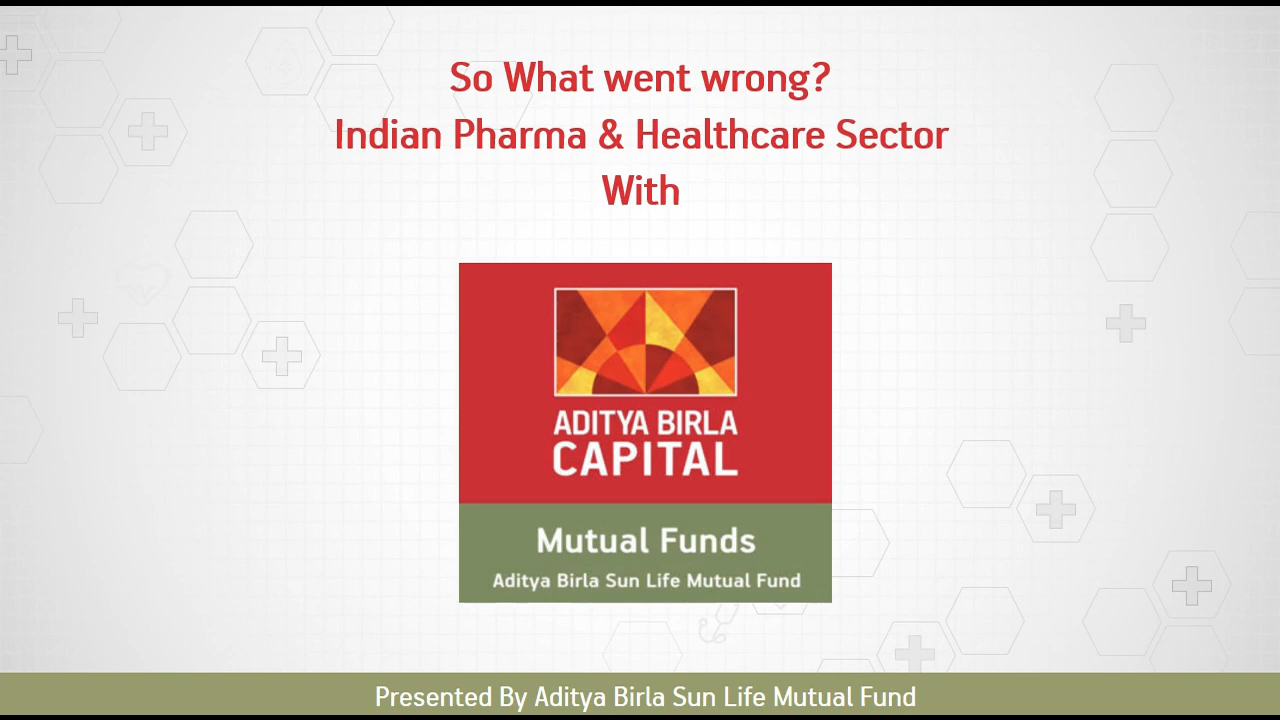 So What went wrong?
Indian Pharma & Healthcare Sector
With
ADITYA BIRLA
CAPITAL
Mutual Funds
Aditya Birla Sun Life Mutual Fund
Presented By Aditya Birla Sun Life Mutual Fund